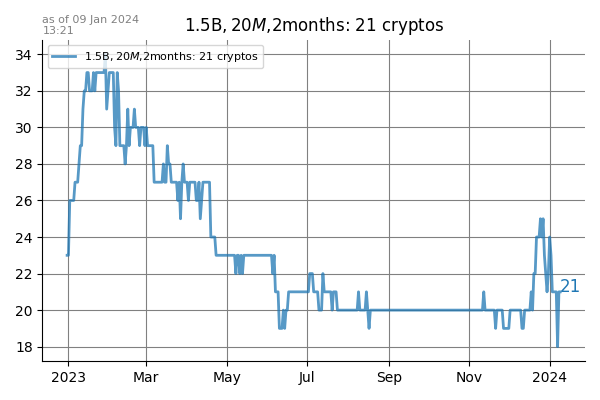 as of 09 Jan 2024
13:21
1.5B, 20M,2months: 21 cryptos
1.5B, 20M,2months: 21 cryptos
34
32
30
28
26
24
22
20
18
21
2023
Mar
May
Jul
Sep
Nov
2024